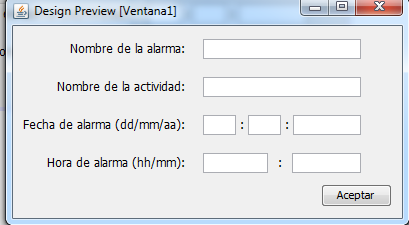 Design Preview [Ventana1]
Nombre de la alarma:
Nombre de la actividad:
Fecha de alarma (dd/mm/aa): : :
Hora de alarma (hh/mm): :
Aceptar